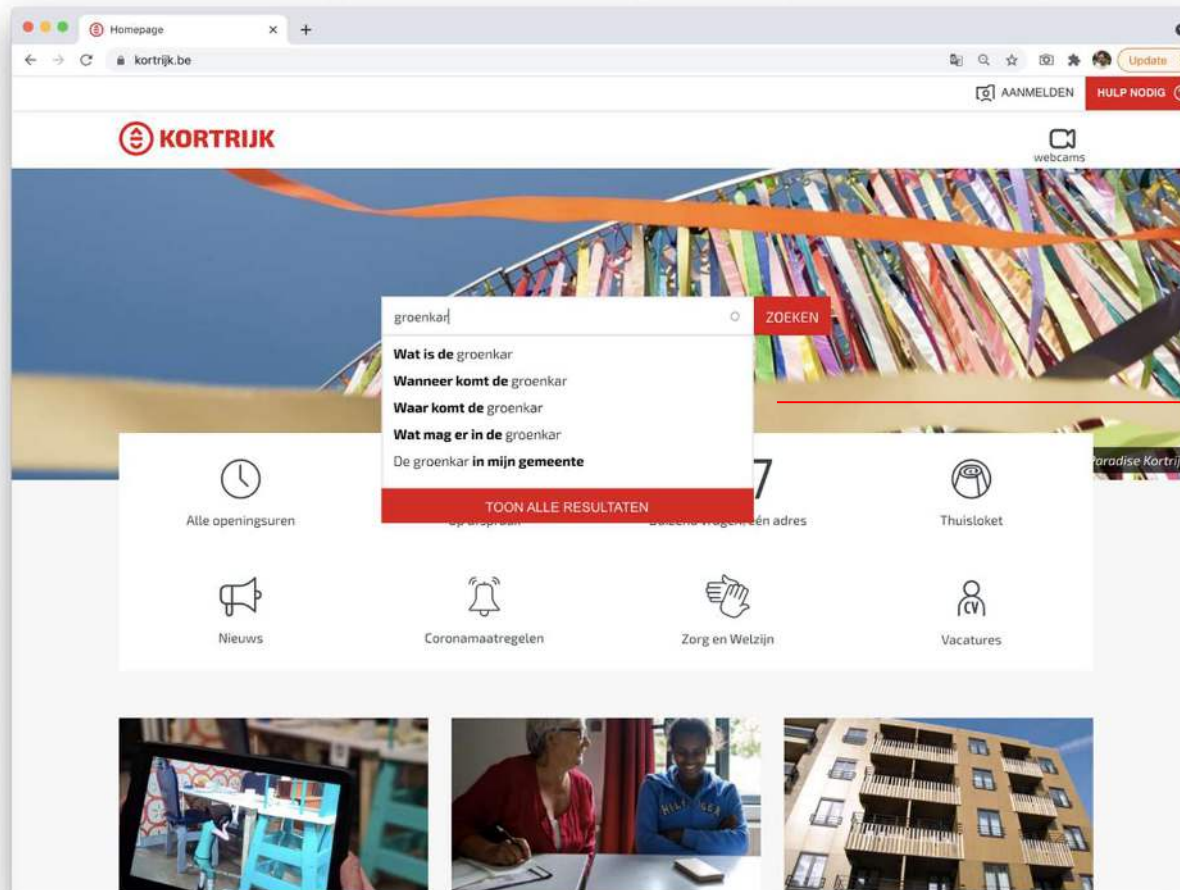 Homepage
kortrijk.be
Update
AANMELDEN
HULP NODIG
KORTRIJK
webcams
groenkar
ZOEKEN
Wat is de groenkar
Wanneer komt de groenkar
Waar komt de groenkar
Wat mag er in de groenkar
De groenkar in mijn gemeente
TOON ALLE RESULTATEN
Paradise Kortrij
7
Alle openingsuren
én adres
Thuisloket
Nieuws
Coronamaatregelen
Zorg en Welzijn
CV
Vacatures